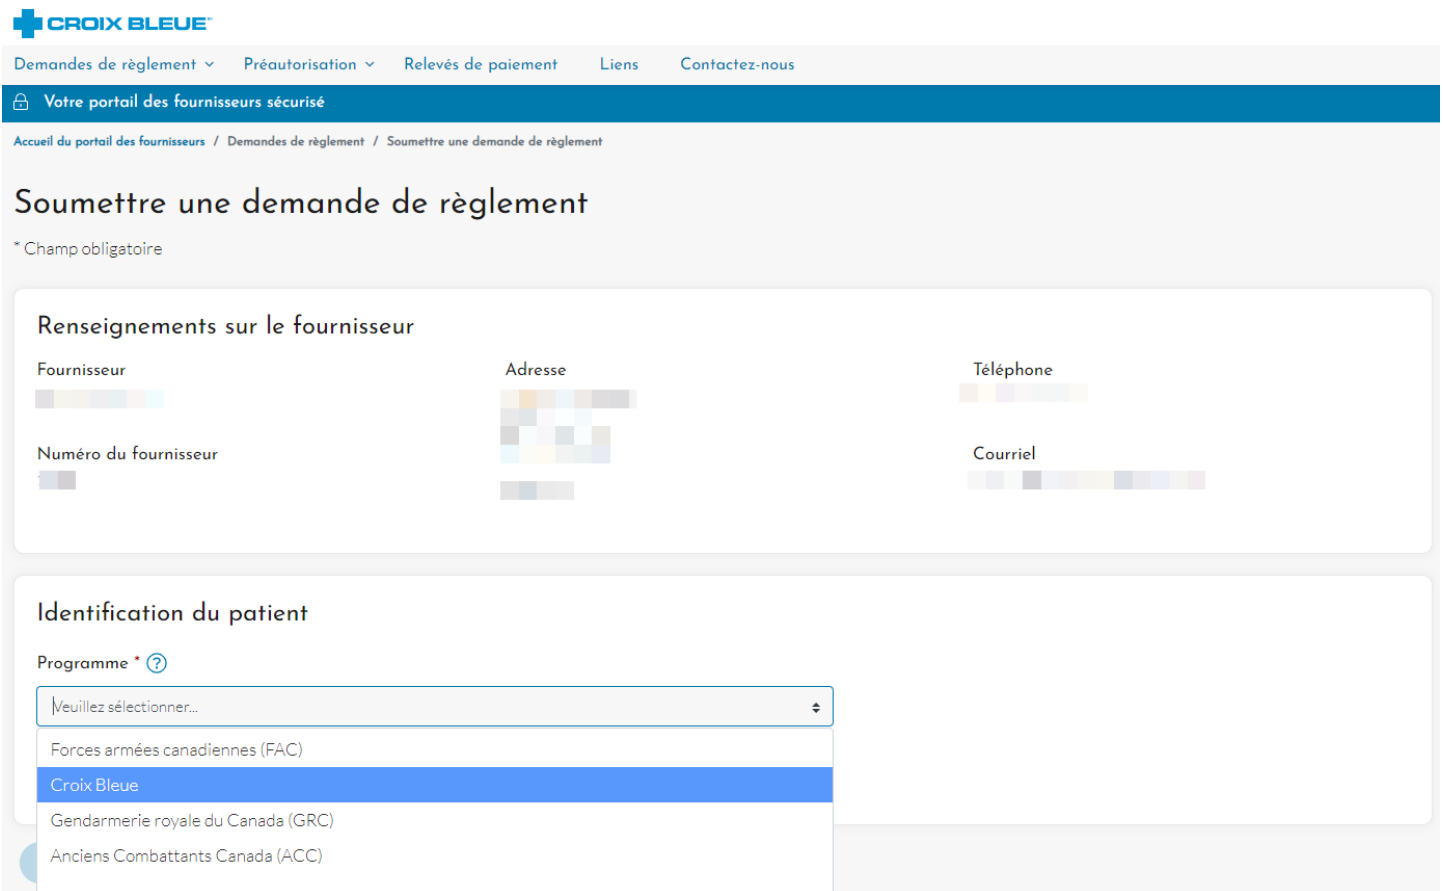 CROIX BLEUE
Demandes de règlement Préautorisation Relevés de paiement Liens Contactez-nous
Votre portail des fournisseurs sécurisé
Accueil du portail des fournisseurs / Demandes de règlement / Soumettre une demande de règlement
Soumettre une demande de règlement
* Champ obligatoire
Renseignements sur le fournisseur
Fournisseur Adresse Téléphone
Numéro du fournisseur Courriel
Identification du patient
Programme * ?
Veuillez sélectionner...
Forces armées canadiennes (FAC)
Croix Bleue
Gendarmerie royale du Canada (GRC)
Anciens Combattants Canada (ACC)